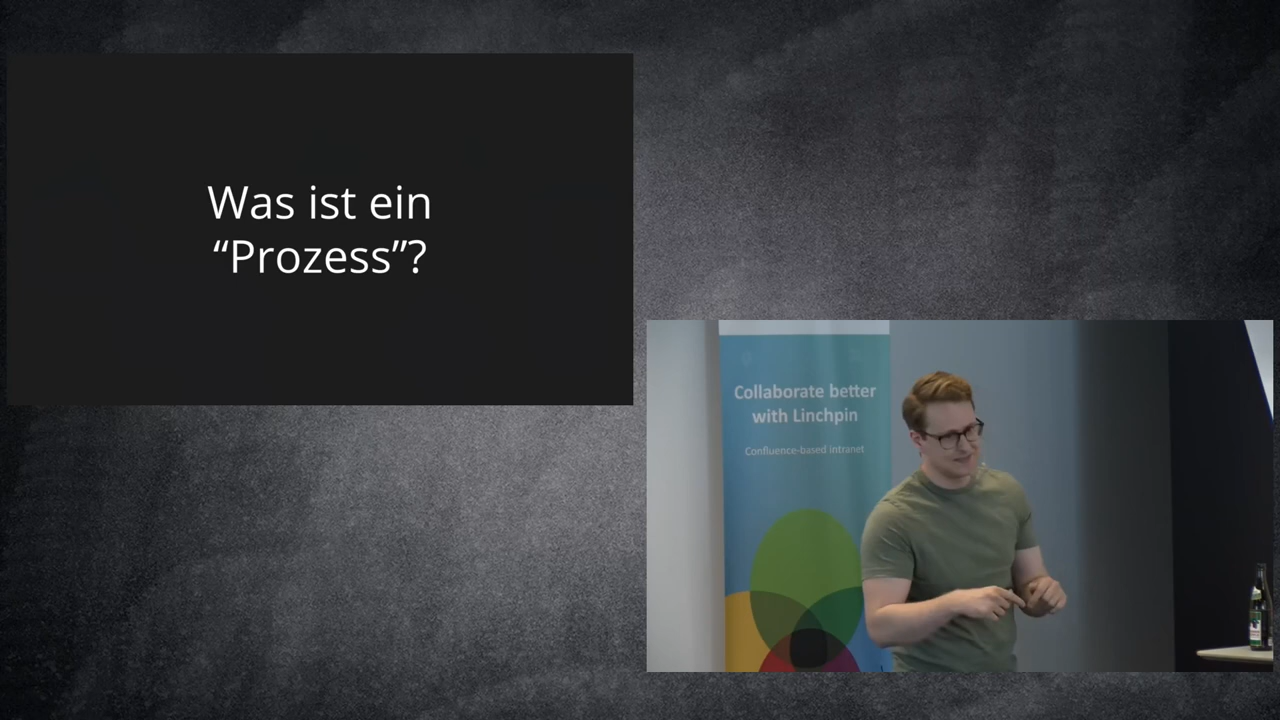 Was ist ein
“Prozess”?
Collaborate better
with Linchpin
Confluence-based intranet